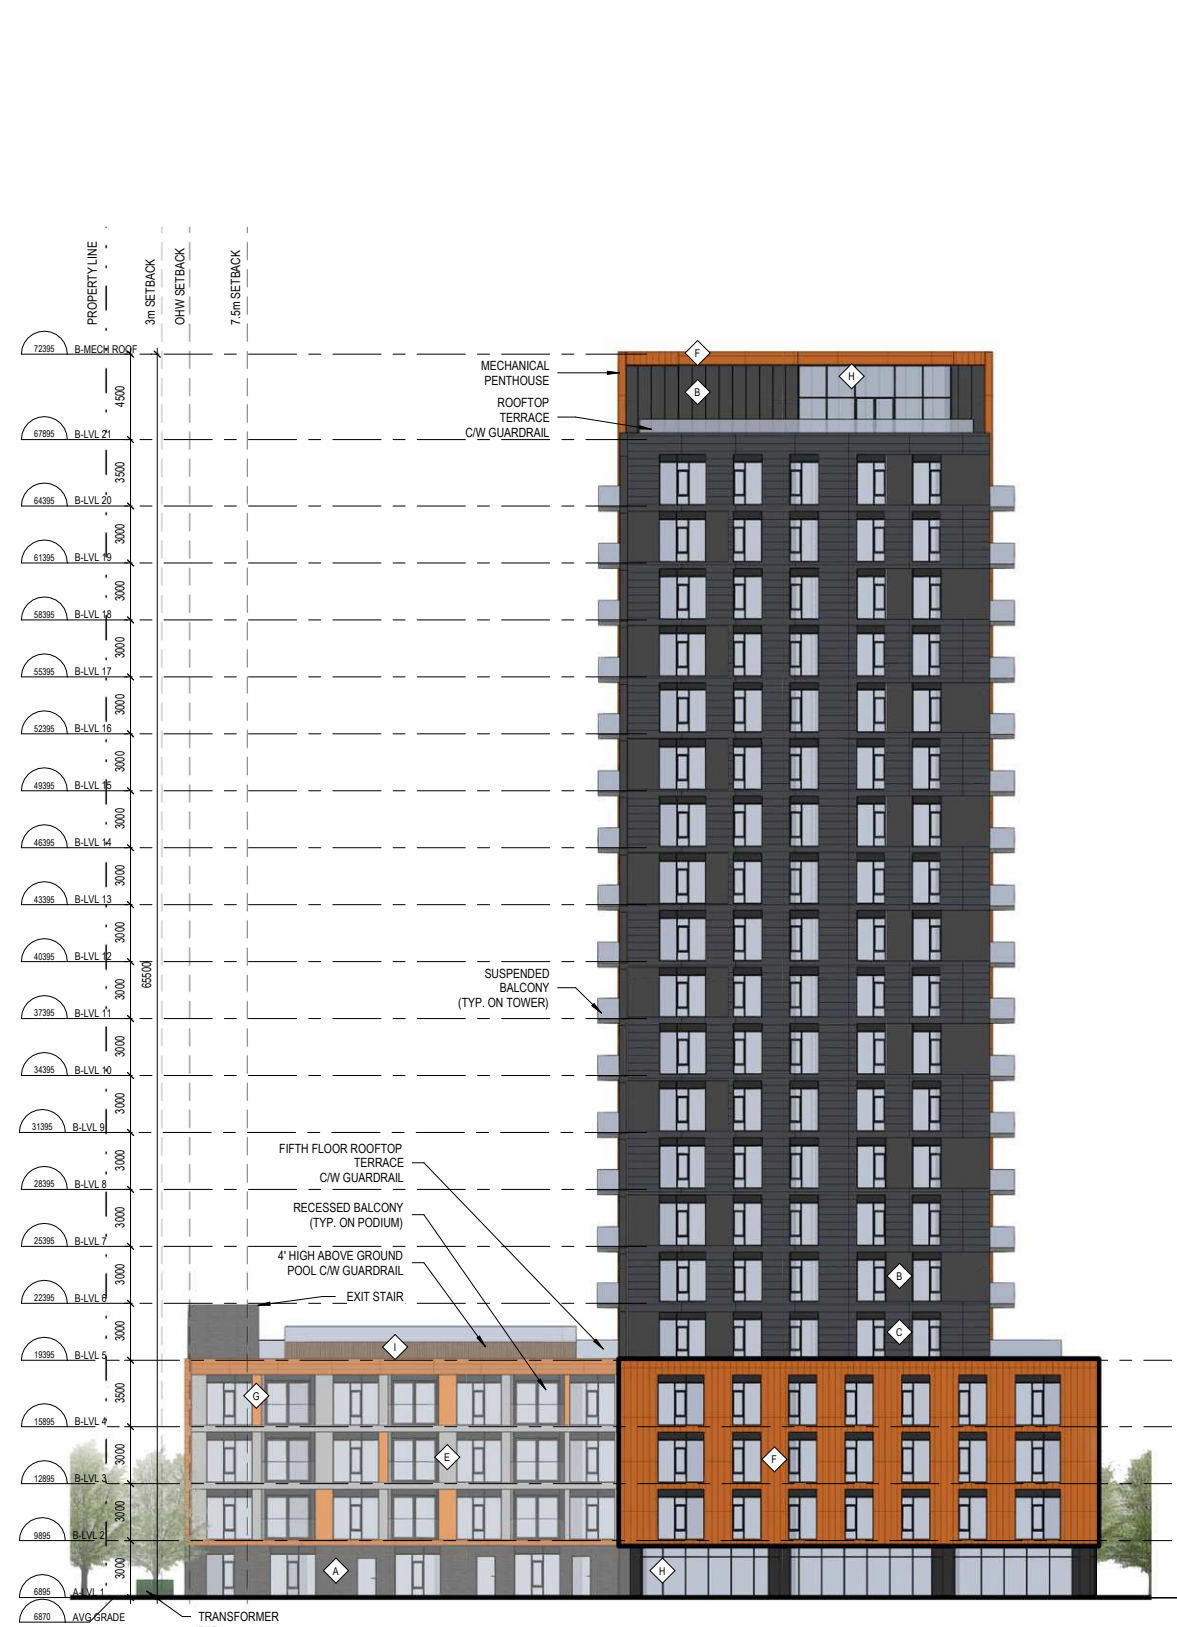 PROPERTY LINE
3m SETBACK
OHW SETBACK
7.5m SETBACK
72395 B-MECH ROOF
4500
67895 B-LVL 21
3500
64395 B-LVL 20
3000
61395 B-LVL 19
3000
58395 B-LVL 18
3000
55395 B-LVL 17
3000
52395 B-LVL 16
3000
49395 B-LVL 15
3000
46395 B-LVL 14
3000
43395 B-LVL 13
3000
40395 B-LVL 12
3000
65500
37395 B-LVL 11
3000
34395 B-LVL 10
3000
31395 B-LVL 9
3000
28395 B-LVL 8
3000
25395 B-LVL 7
3000
22395 B-LVL 6
3000
19395 B-LVL 5
3500
15895 B-LVL 4
3000
12895 B-LVL 3
3000
9895 B-LVL 2
3000
6895 A-LVL 1
6870 AVG GRADE
MECHANICAL
PENTHOUSE
ROOFTOP
TERRACE
C/W GUARDRAIL
F
B
H
SUSPENDED
BALCONY
(TYP. ON TOWER)
FIFTH FLOOR ROOFTOP
TERRACE
C/W GUARDRAIL
RECESSED BALCONY
(TYP. ON PODIUM)
4' HIGH ABOVE GROUND
POOL C/W GUARDRAIL
EXIT STAIR
B
C
I
G
E
F
A
H
TRANSFORMER